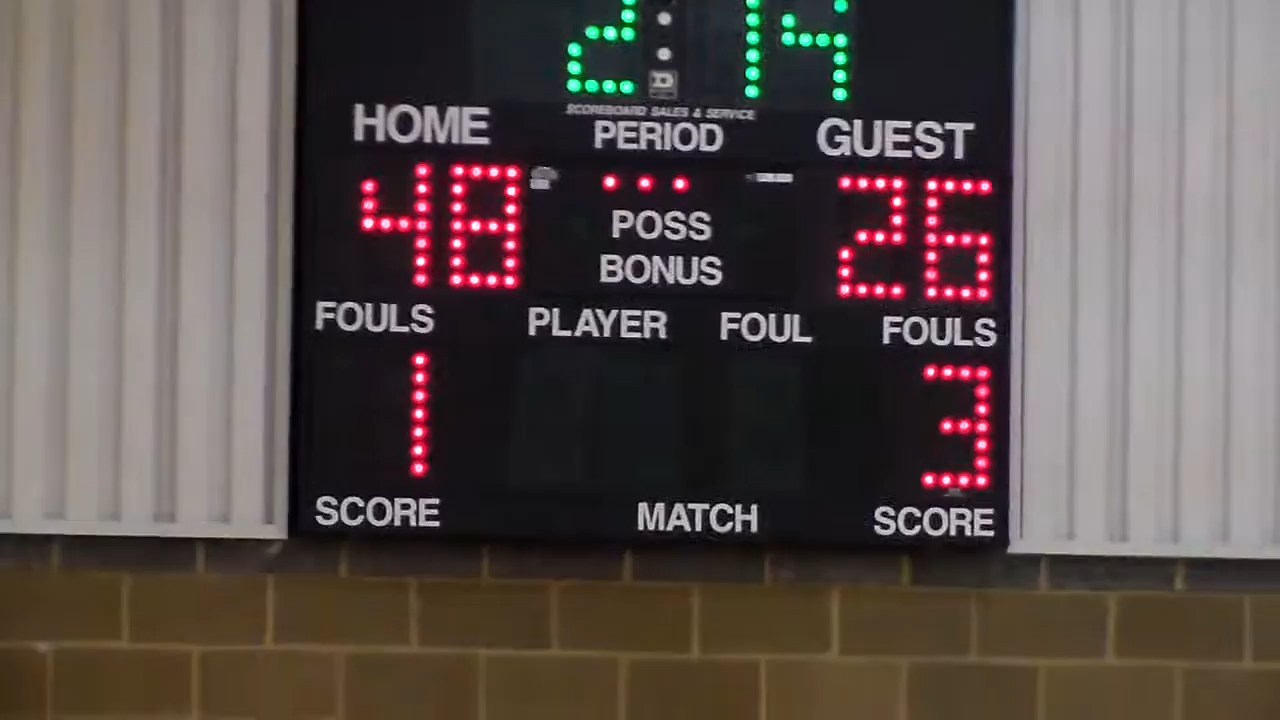 2:14
SCOREBOARD SALES & SERVICE
HOME PERIOD GUEST
48 26
POSS
BONUS
FOULS PLAYER FOUL FOULS
1 3
SCORE MATCH SCORE